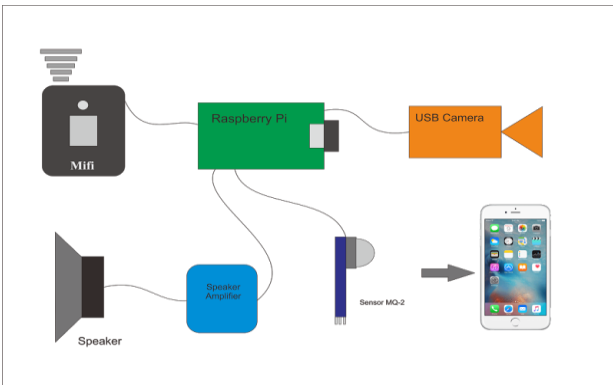 Raspberry Pi
USB Camera
Mifi
Speaker
Amplifier
Sensor MQ-2
Speaker